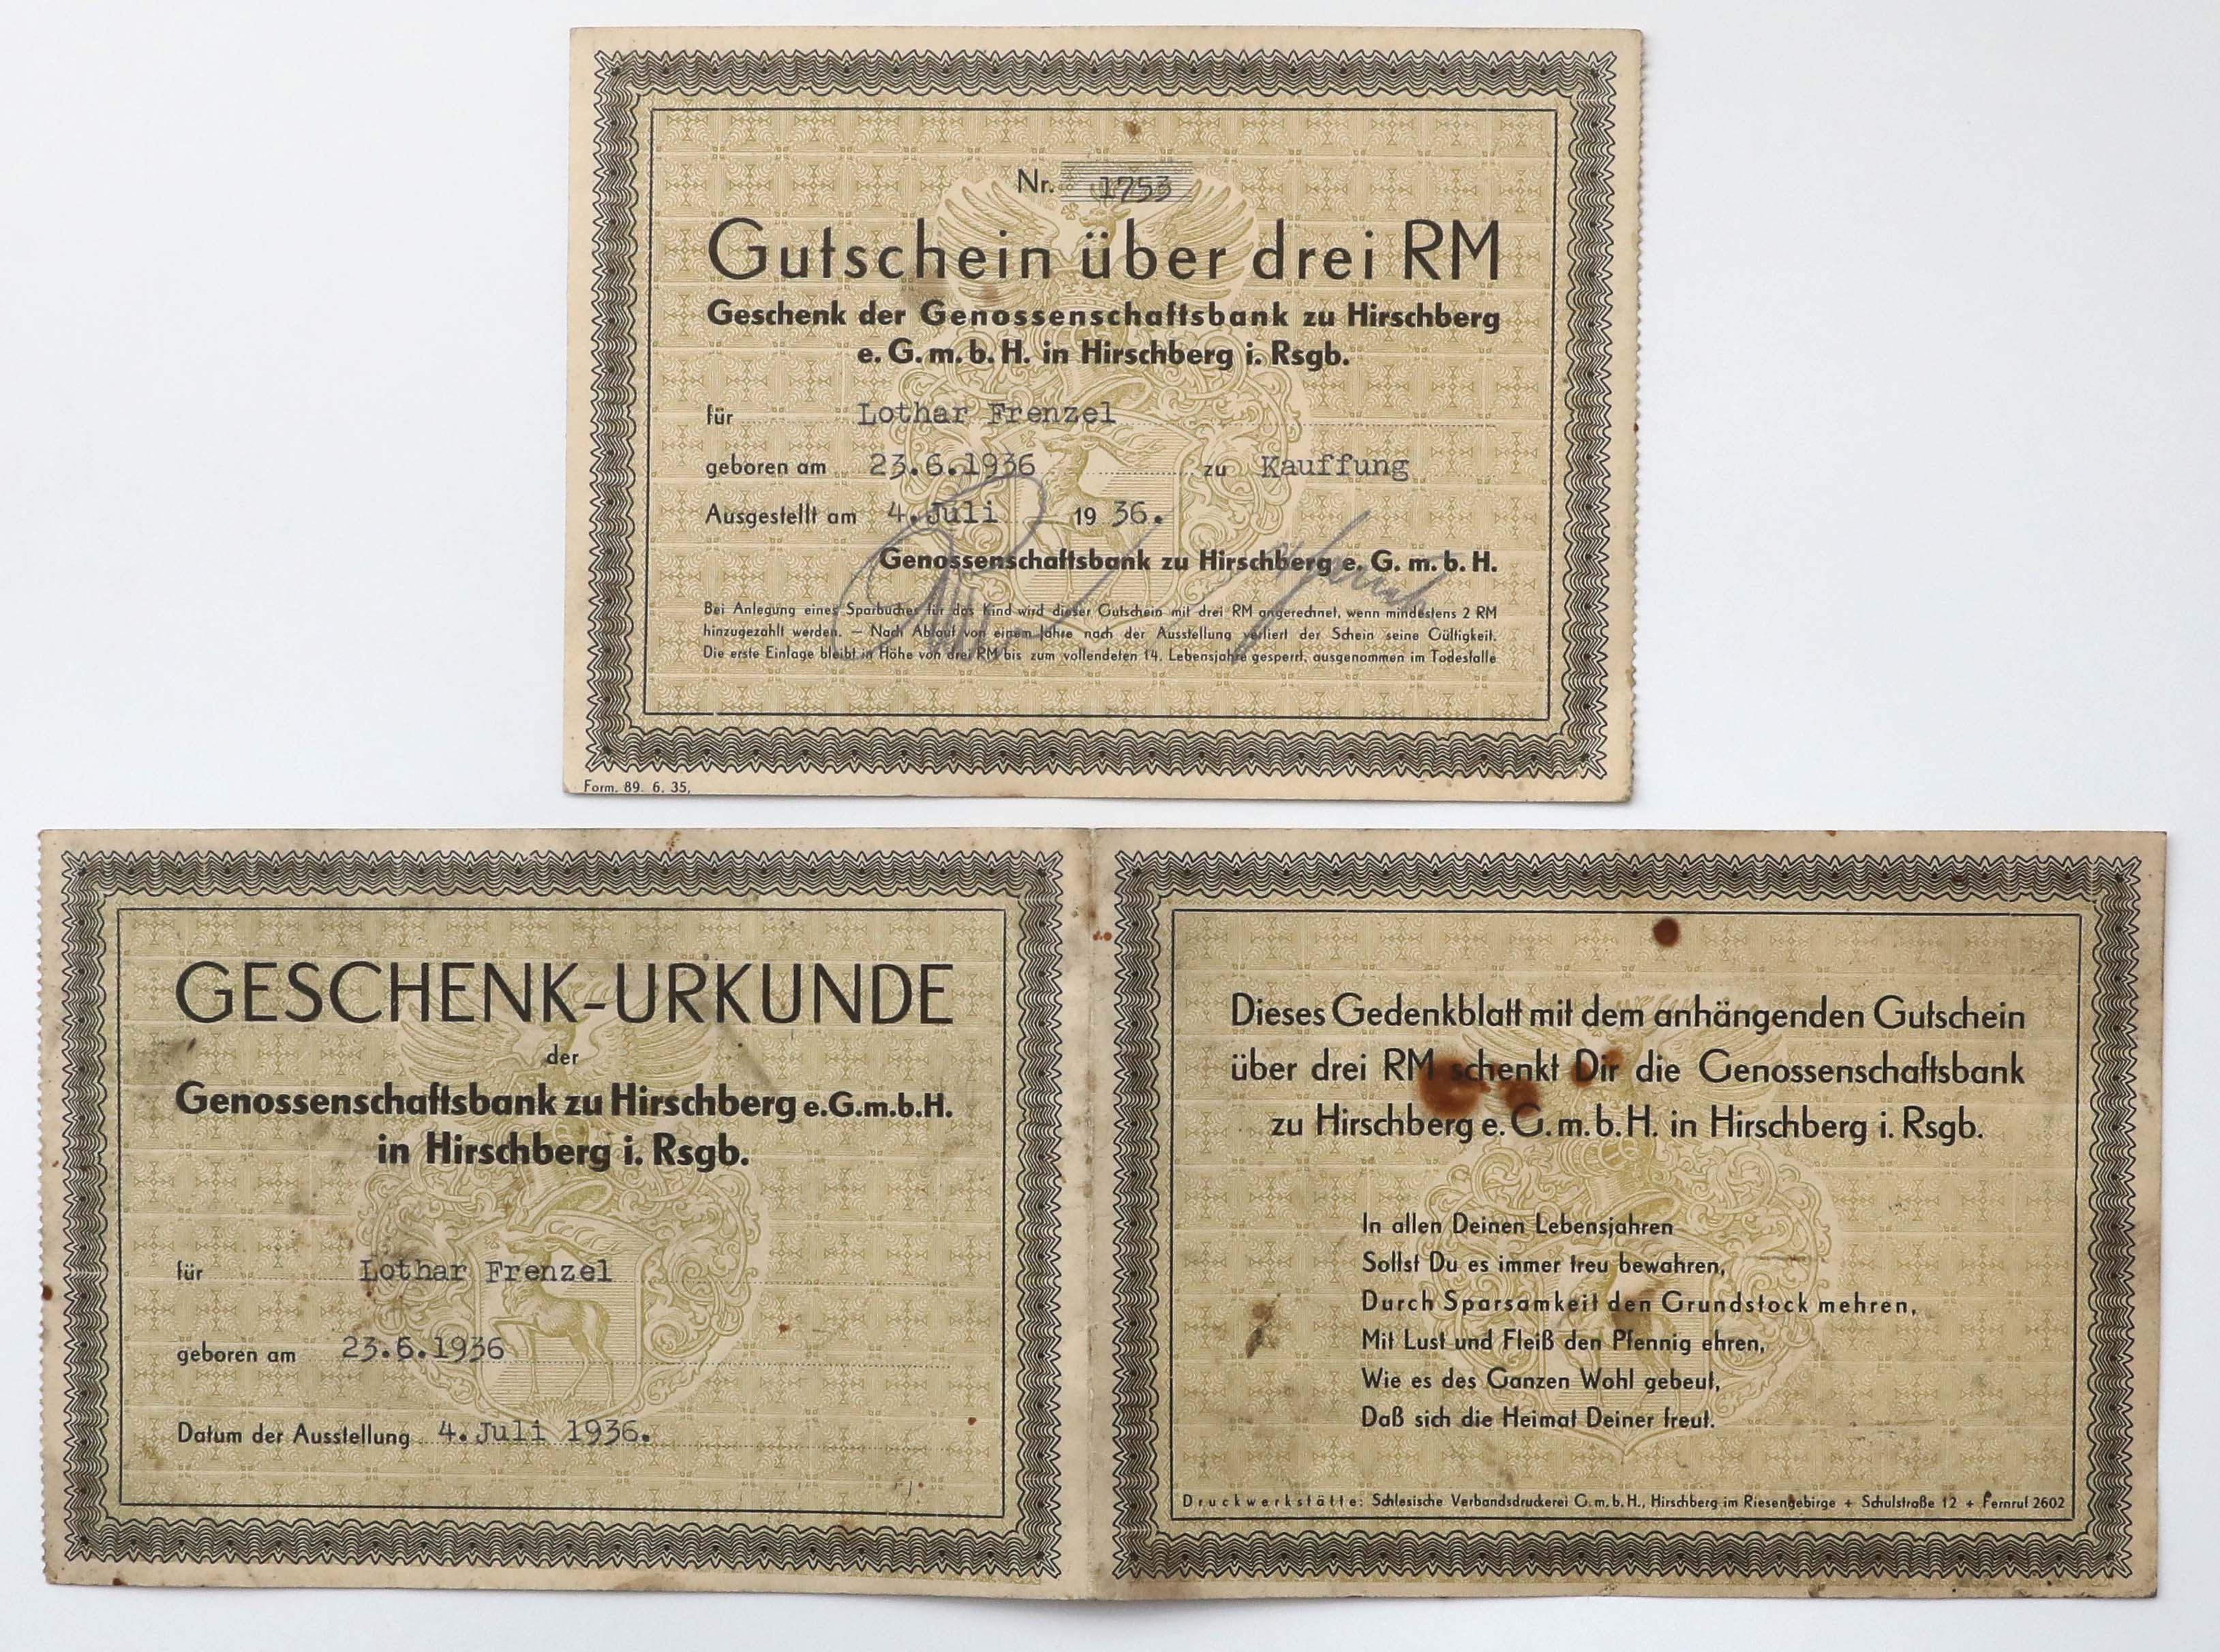 Nr. 1753
Gutschein über drei RM
Geschenk der Genossenschaftsbank zu Hirschberg
e. G. m. b. H. in Hirschberg i. Rsgb.
für Lothar Frenzel
geboren am 23.6.1936 zu Kauffung
Ausgestellt am 4. Juli 1936.
Genossenschaftsbank zu Hirschberg e. G. m. b. H.
Bei Anlegung eines Sparbuches für das Kind wird dieser Gutschein mit drei RM angerechnet, wenn mindestens 2 RM
hinzugezahlt werden. — Nach Ablauf von einem Jahre nach der Ausstellung verliert der Schein seine Gültigkeit.
Die erste Einlage bleibt in Höhe von drei RM bis zum vollendeten 14. Lebensjahre gesperrt, ausgenommen im Todesfalle
Form. 89. 6. 35,
GESCHENK-URKUNDE
der
Genossenschaftsbank zu Hirschberg e.G.m.b.H.
in Hirschberg i. Rsgb.
für Lothar Frenzel
geboren am 23.6.1936
Datum der Ausstellung 4. Juli 1936.
Dieses Gedenkblatt mit dem anhängenden Gutschein
über drei RM schenkt Dir die Genossenschaftsbank
zu Hirschberg e. G. m. b. H. in Hirschberg i. Rsgb.
In allen Deinen Lebensjahren
Sollst Du es immer treu bewahren,
Durch Sparsamkeit den Grundstock mehren,
Mit Lust und Fleiß den Pfennig ehren,
Wie es des Ganzen Wohl gebeut,
Daß sich die Heimat Deiner freut.
Druckwerkstätte: Schlesische Verbandsdruckerei G. m. b. H., Hirschberg im Riesengebirge + Schulstraße 12 + Fernruf 2602